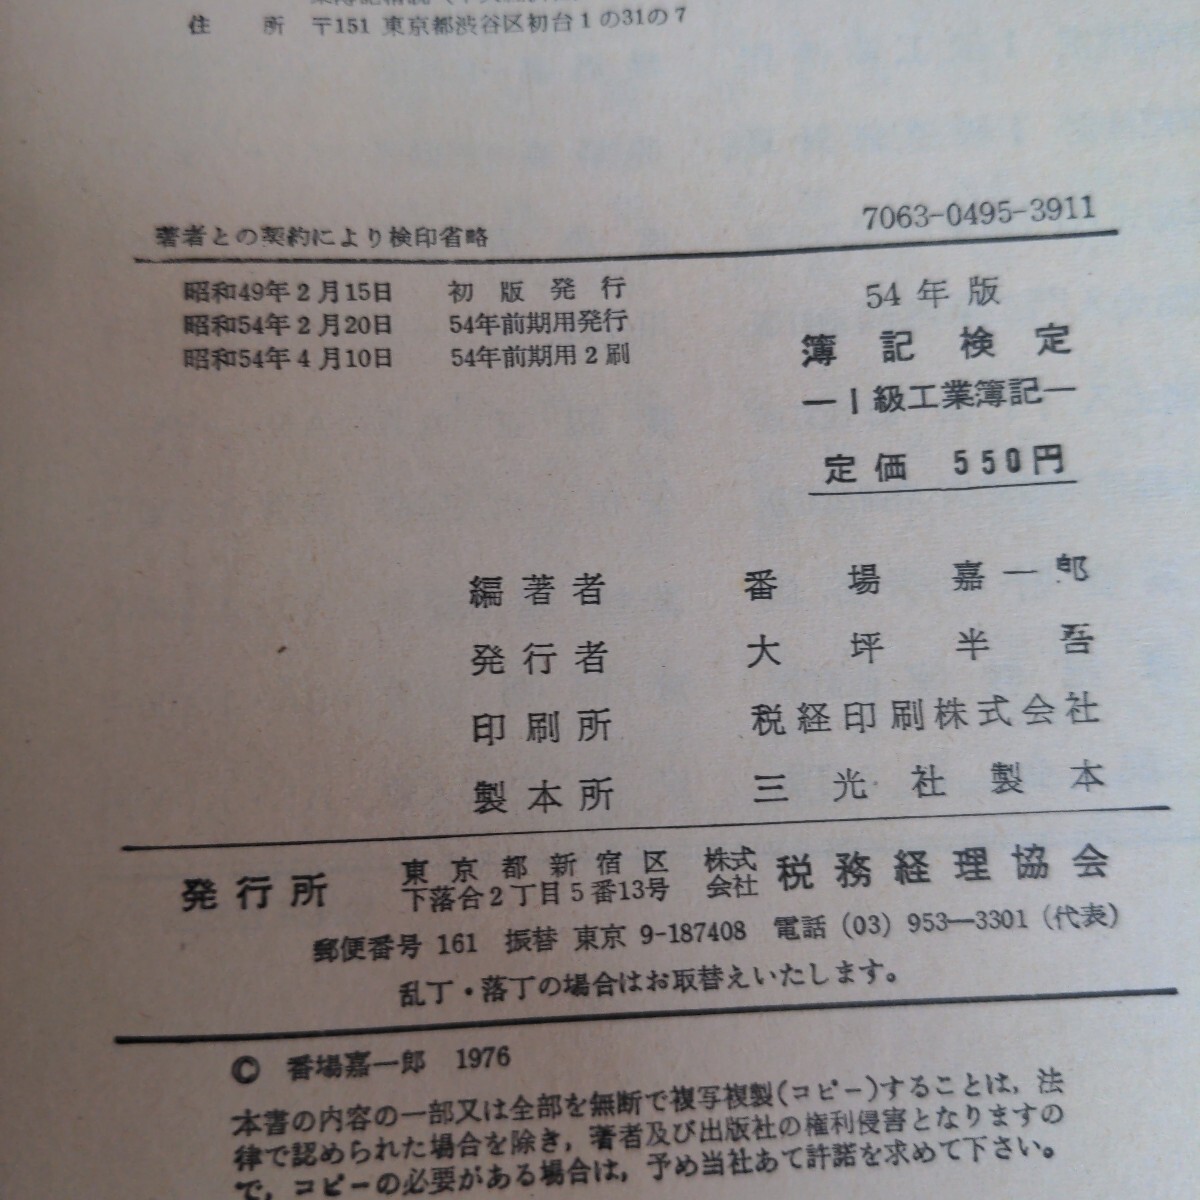 住　所　〒151 東京都渋谷区初台1の31の7
著者との契約により検印省略
7063-0495-3911
昭和49年2月15日　初版発行
昭和54年2月20日　54年前期用発行
昭和54年4月10日　54年前期用2刷
54年版
簿記検定
―1級工業簿記―
定価　550円
編著者　番場嘉一郎
発行者　大坪半吾
印刷所　税経印刷株式会社
製本所　三光社製本
発行所　東京都新宿区下落合2丁目5番13号　株式会社　税務経理協会
郵便番号 161　振替 東京 9-187408　電話 (03) 953―3301 (代表)
乱丁・落丁の場合はお取替えいたします。
© 番場嘉一郎　1976
本書の内容の一部又は全部を無断で複写複製(コピー)することは，法
律で認められた場合を除き，著者及び出版社の権利侵害となりますの
で，コピーの必要がある場合は，予め当社あて許諾を求めて下さい。